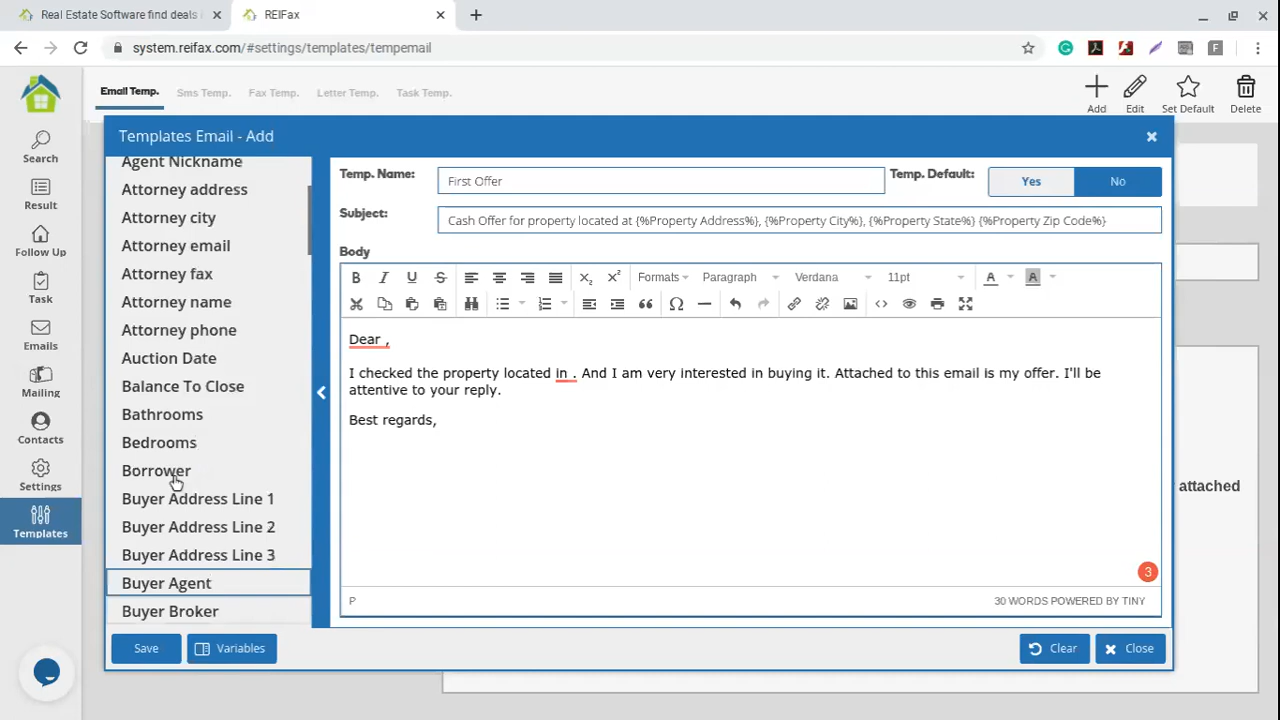 Real Estate Software find deals
REIFax
system.reifax.com/#settings/templates/tempemail
Email Temp.
Sms Temp.
Fax Temp.
Letter Temp.
Task Temp.
Add
Edit
Set Default
Delete
Search
Result
Follow Up
Task
Emails
Mailing
Contacts
Settings
Templates
Templates Email - Add
Agent Nickname
Attorney address
Attorney city
Attorney email
Attorney fax
Attorney name
Attorney phone
Auction Date
Balance To Close
Bathrooms
Bedrooms
Borrower
Buyer Address Line 1
Buyer Address Line 2
Buyer Address Line 3
Buyer Agent
Buyer Broker
Temp. Name:
First Offer
Temp. Default:
Yes
No
Subject:
Cash Offer for property located at {%Property Address%}, {%Property City%}, {%Property State%} {%Property Zip Code%}
Body
B I U S
Formats
Paragraph
Verdana
11pt
A
A
Dear ,
I checked the property located in . And I am very interested in buying it. Attached to this email is my offer. I'll be
attentive to your reply.
Best regards,
3
P
30 WORDS POWERED BY TINY
Save
Variables
Clear
Close
attached